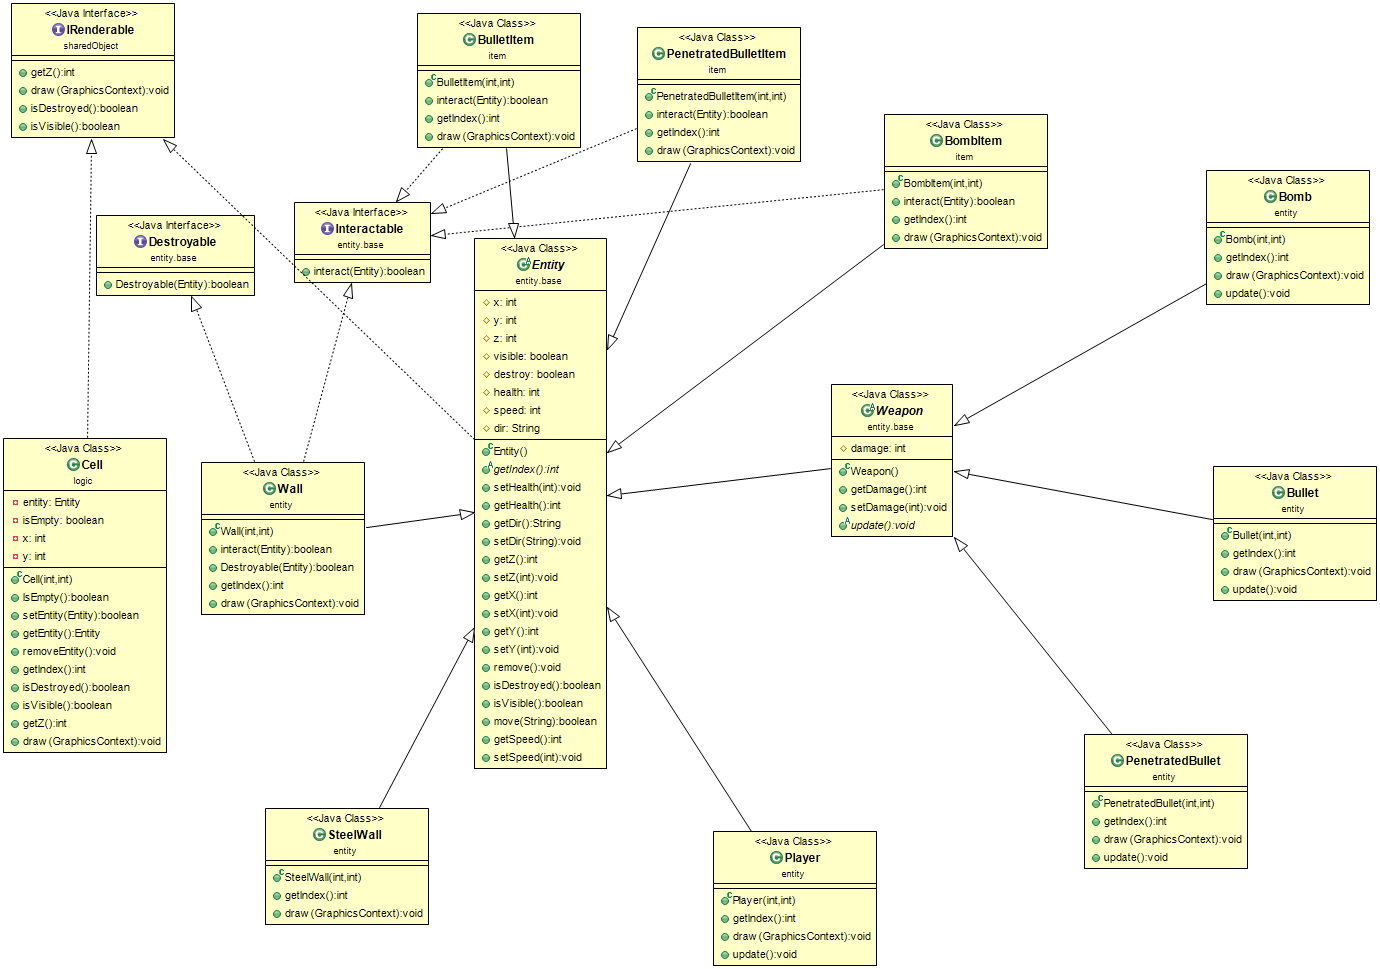 <<Java Interface>>
IRenderable
sharedObject
getZ():int
draw(GraphicsContext):void
isDestroyed():boolean
isVisible():boolean
<<Java Class>>
BulletItem
item
BulletItem(int,int)
interact(Entity):boolean
getIndex():int
draw(GraphicsContext):void
<<Java Class>>
PenetratedBulletItem
item
PenetratedBulletItem(int,int)
interact(Entity):boolean
getIndex():int
draw(GraphicsContext):void
<<Java Class>>
BombItem
item
BombItem(int,int)
interact(Entity):boolean
getIndex():int
draw(GraphicsContext):void
<<Java Class>>
Bomb
entity
Bomb(int,int)
getIndex():int
draw(GraphicsContext):void
update():void
<<Java Interface>>
Destroyable
entity.base
Destroyable(Entity):boolean
<<Java Interface>>
Interactable
entity.base
interact(Entity):boolean
<<Java Class>>
Entity
entity.base
x: int
y: int
z: int
visible: boolean
destroy: boolean
health: int
speed: int
dir: String
Entity()
getIndex():int
setHealth(int):void
getHealth():int
getDir():String
setDir(String):void
getZ():int
setZ(int):void
getX():int
setX(int):void
getY():int
setY(int):void
remove():void
isDestroyed():boolean
isVisible():boolean
move(String):boolean
getSpeed():int
setSpeed(int):void
<<Java Class>>
Weapon
entity.base
damage: int
Weapon()
getDamage():int
setDamage(int):void
update():void
<<Java Class>>
Cell
logic
entity: Entity
isEmpty: boolean
x: int
y: int
Cell(int,int)
IsEmpty():boolean
setEntity(Entity):boolean
getEntity():Entity
removeEntity():void
getIndex():int
isDestroyed():boolean
isVisible():boolean
getZ():int
draw(GraphicsContext):void
<<Java Class>>
Wall
entity
Wall(int,int)
interact(Entity):boolean
Destroyable(Entity):boolean
getIndex():int
draw(GraphicsContext):void
<<Java Class>>
Bullet
entity
Bullet(int,int)
getIndex():int
draw(GraphicsContext):void
update():void
<<Java Class>>
PenetratedBullet
entity
PenetratedBullet(int,int)
getIndex():int
draw(GraphicsContext):void
update():void
<<Java Class>>
SteelWall
entity
SteelWall(int,int)
getIndex():int
draw(GraphicsContext):void
<<Java Class>>
Player
entity
Player(int,int)
getIndex():int
draw(GraphicsContext):void
update():void